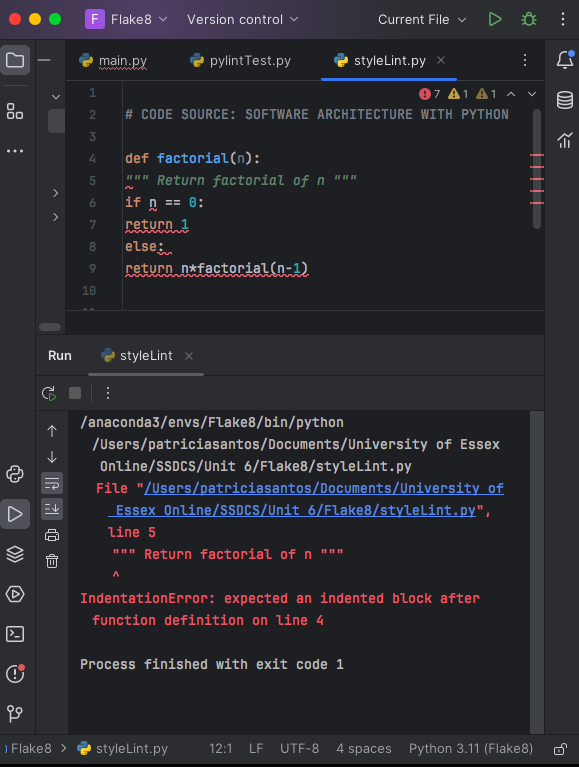 F Flake8 Version control Current File
main.py pylintTest.py styleLint.py
7 1 1
1
2 # CODE SOURCE: SOFTWARE ARCHITECTURE WITH PYTHON
3
4 def factorial(n):
5 """ Return factorial of n """
6 if n == 0:
7 return 1
8 else:
9 return n*factorial(n-1)
10
Run styleLint
/anaconda3/envs/Flake8/bin/python
/Users/patriciasantos/Documents/University of Essex
Online/SSDCS/Unit 6/Flake8/styleLint.py
File "/Users/patriciasantos/Documents/University of
Essex Online/SSDCS/Unit 6/Flake8/styleLint.py",
line 5
""" Return factorial of n """
^
IndentationError: expected an indented block after
function definition on line 4
Process finished with exit code 1
Flake8 > styleLint.py 12:1 LF UTF-8 4 spaces Python 3.11 (Flake8)